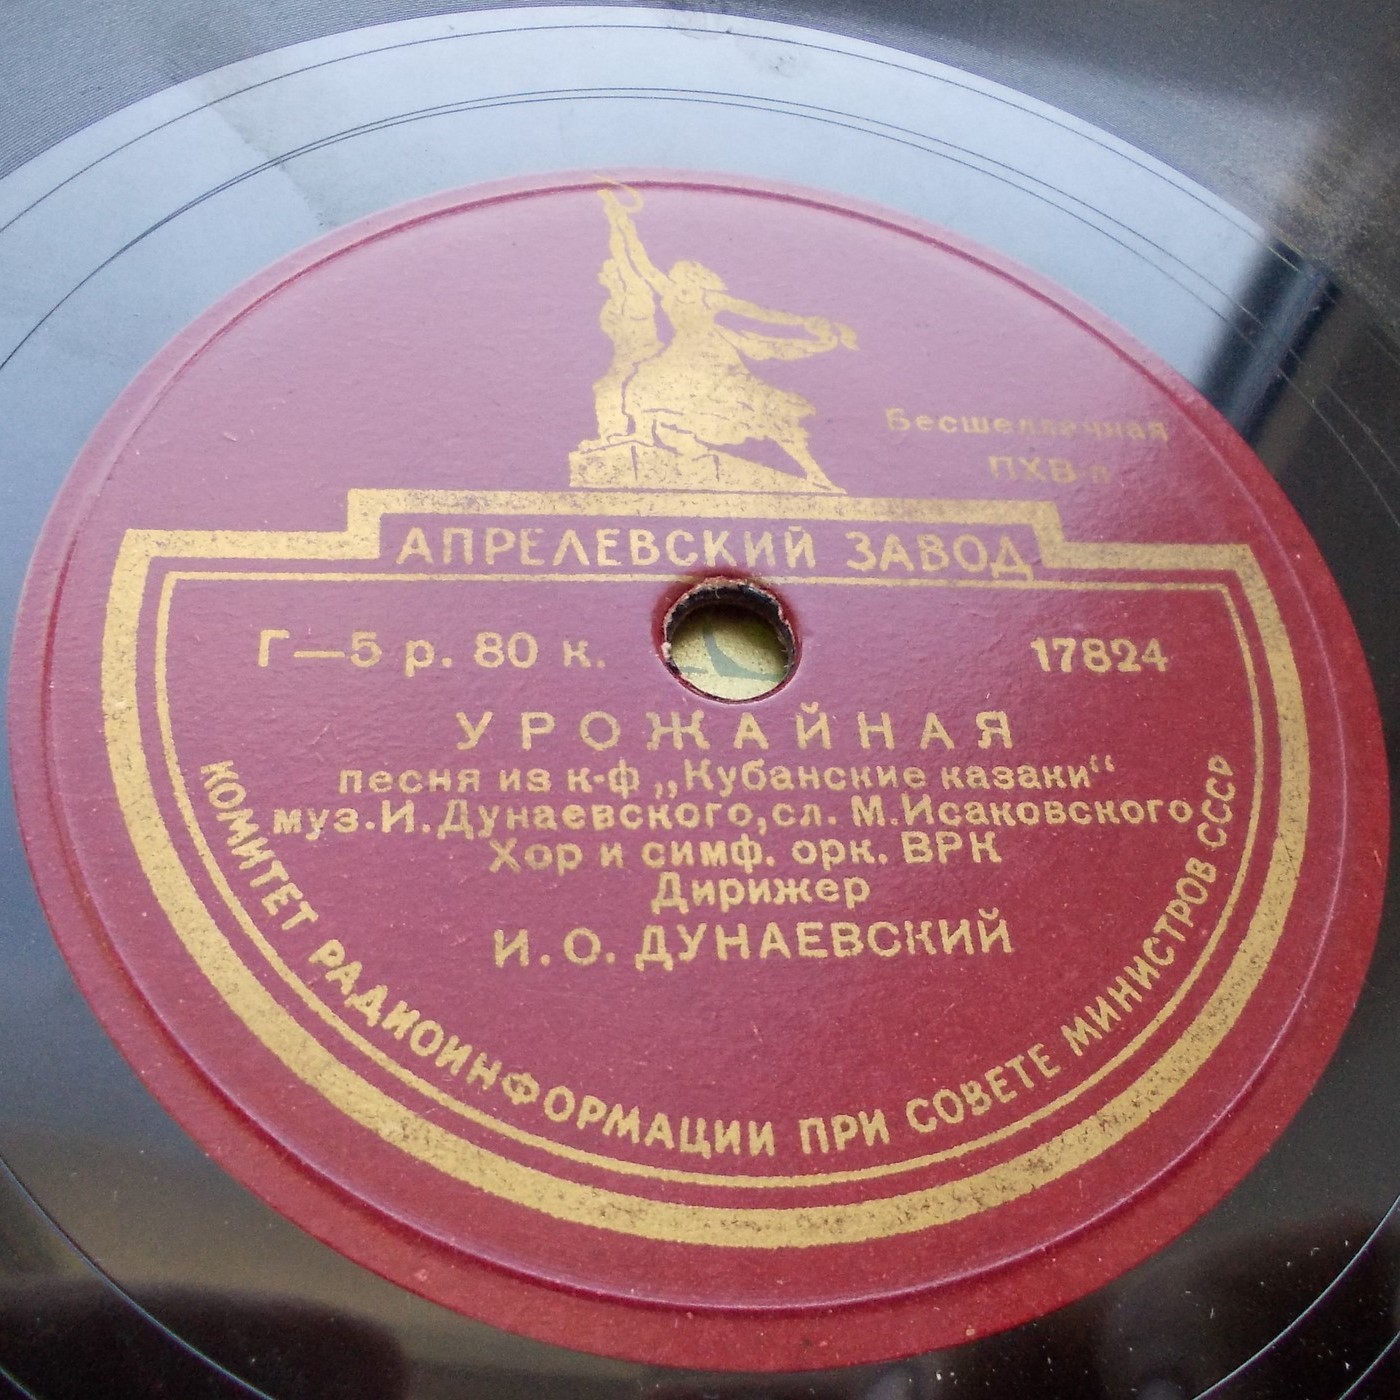 Бесшеллачная
ПХВ-п
АПРЕЛЕВСКИЙ ЗАВОД
Г—5 р. 80 к.
17824
УРОЖАЙНАЯ
песня из к-ф „Кубанские казаки“
муз.И.Дунаевского,сл. М.Исаковского
Хор и симф. орк. ВРК
Дирижер
И.О. ДУНАЕВСКИЙ
КОМИТЕТ РАДИОИНФОРМАЦИИ ПРИ СОВЕТЕ МИНИСТРОВ СССР